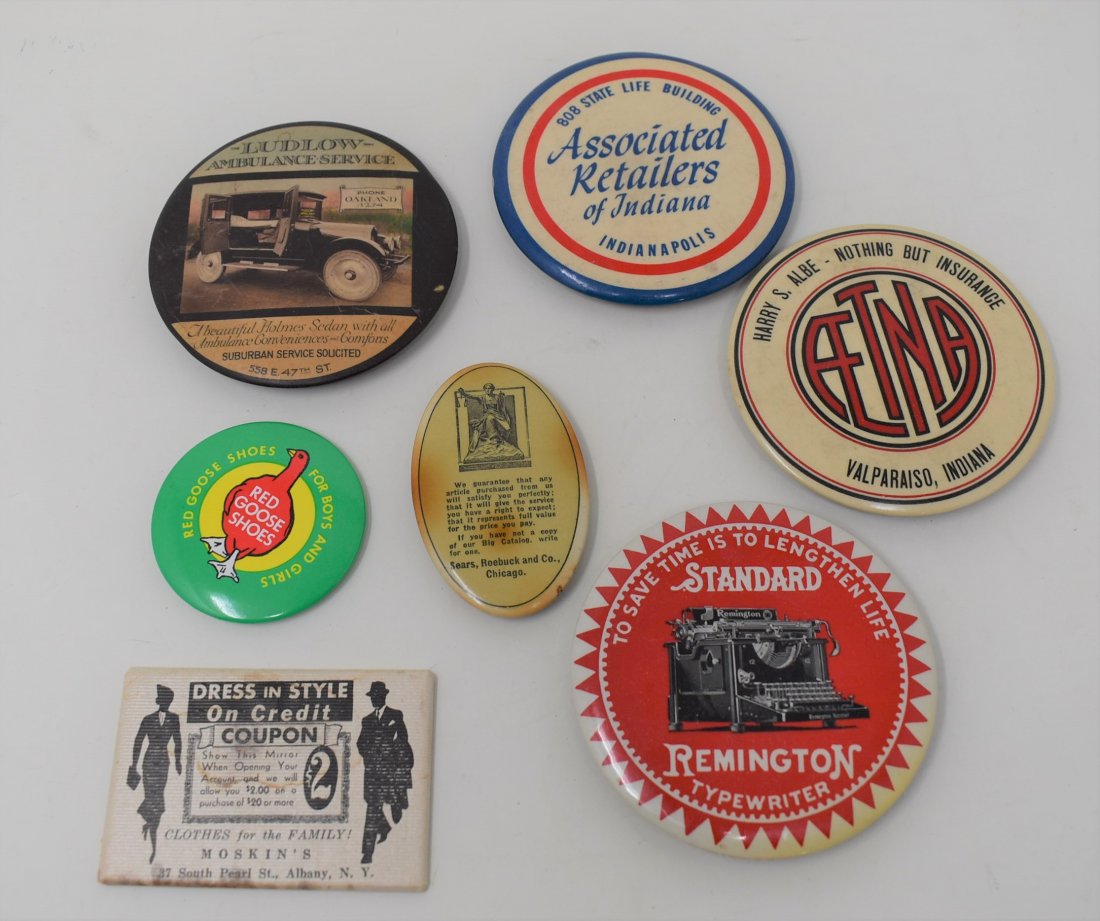 LUDLOW
AMBULANCE SERVICE
PHONE
OAKLAND
1274
A beautiful Holmes Sedan with all
Ambulance Conveniences and Comforts
SUBURBAN SERVICE SOLICITED
558 E. 47TH ST.
808 STATE LIFE BUILDING
Associated
Retailers
of Indiana
INDIANAPOLIS
HARRY S. ALBE - NOTHING BUT INSURANCE
ÆTNA
VALPARAISO, INDIANA
RED GOOSE SHOES FOR BOYS AND GIRLS
RED
GOOSE
SHOES
We guarantee that any
article purchased from us
will satisfy you perfectly;
that it will give the service
you have a right to expect;
that it represents full value
for the price you pay.
If you have not a copy
of our Big Catalog, write
for one.
Sears, Roebuck and Co.,
Chicago.
TO SAVE TIME IS TO LENGTHEN LIFE
STANDARD
Remington
REMINGTON
TYPEWRITER
DRESS IN STYLE
On Credit
COUPON
Show This Mirror
When Opening Your
Account, and we will
allow you $2.00 on a
purchase of $20 or more
$2
CLOTHES for the FAMILY!
MOSKIN'S
37 South Pearl St., Albany, N. Y.